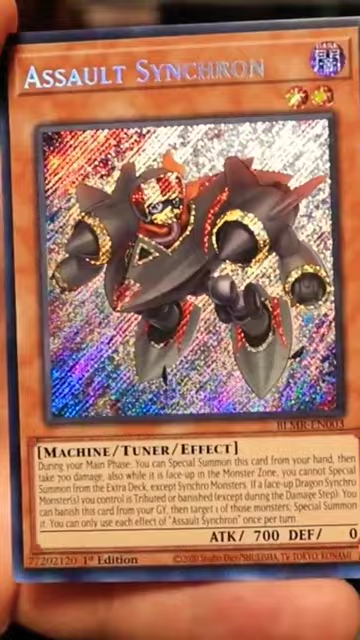 ASSAULT SYNCHRON
DARK
BLMR-EN003
[MACHINE/TUNER/EFFECT]
During your Main Phase: You can Special Summon this card from your hand, then
take 700 damage, also while it is face-up in the Monster Zone, you cannot Special
Summon from the Extra Deck, except Synchro Monsters. If a face-up Dragon Synchro
Monster(s) you control is Tributed or banished (except during the Damage Step): You
can banish this card from your GY, then target 1 of those monsters; Special Summon
it. You can only use each effect of "Assault Synchron" once per turn.
ATK/ 700 DEF/ 0
77202120 1st Edition
©2020 Studio Dice/SHUEISHA, TV TOKYO, KONAMI